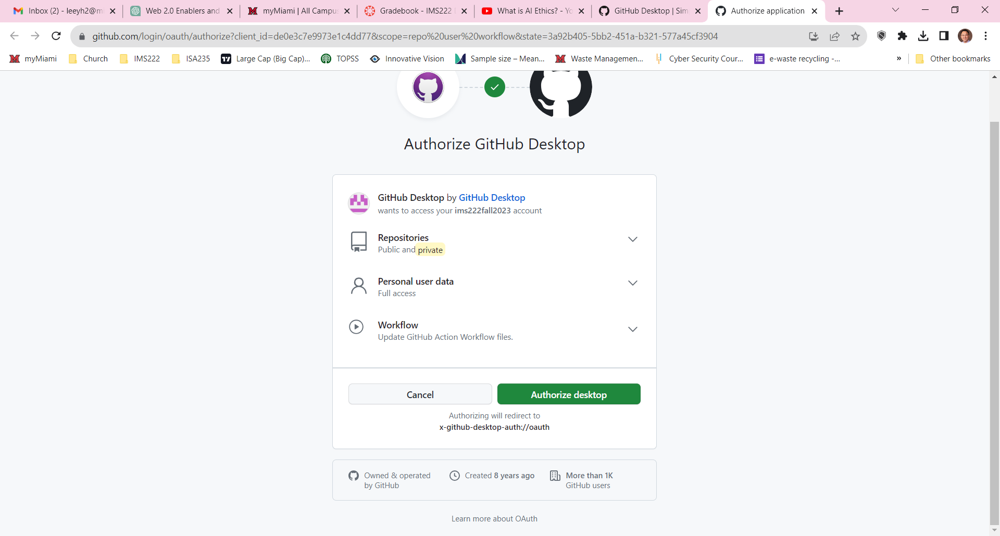 Inbox (2) - leeyh2@mi
Web 2.0 Enablers and
myMiami | All Campus
Gradebook - IMS222
What is AI Ethics? - Yo
GitHub Desktop | Sim
Authorize application
github.com/login/oauth/authorize?client_id=de0e3c7e9973e1c4dd77&scope=repo%20user%20workflow&state=3a92b405-5bb2-451a-b321-577a45cf3904
myMiami
Church
IMS222
ISA235
Large Cap (Big Cap)...
TOPSS
Innovative Vision
Sample size – Mean...
Waste Managemen...
Cyber Security Cour...
e-waste recycling -...
»
Other bookmarks
Authorize GitHub Desktop
GitHub Desktop by GitHub Desktop
wants to access your ims222fall2023 account
Repositories
Public and private
Personal user data
Full access
Workflow
Update GitHub Action Workflow files.
Cancel
Authorize desktop
Authorizing will redirect to
x-github-desktop-auth://oauth
Owned & operated
by GitHub
Created 8 years ago
More than 1K
GitHub users
Learn more about OAuth